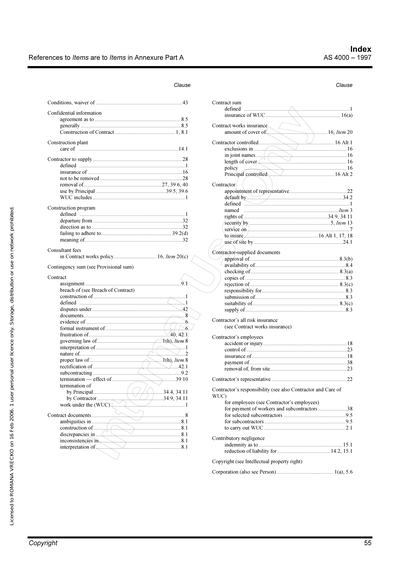 Index
References to Items are to Items in Annexure Part A
AS 4000 – 1997
Clause
Conditions, waiver of ........ 43
Confidential information
agreement as to ........ 8.5
generally ........ 8.5
Construction of Contract ........ 1, 8.1
Construction plant
care of ........ 14.1
Contractor to supply ........ 28
defined ........ 1
insurance of ........ 16
not to be removed ........ 28
removal of ........ 27, 39.6, 40
use by Principal ........ 39.5, 39.6
WUC includes ........ 1
Construction program
defined ........ 1
departure from ........ 32
direction as to ........ 32
failing to adhere to ........ 39.2(d)
meaning of ........ 32
Consultant fees
in Contract works policy ........ 16, Item 20(c)
Contingency sum (see Provisional sum)
Contract
assignment ........ 9.1
breach of (see Breach of Contract)
construction of ........ 1
defined ........ 1
disputes under ........ 42
documents ........ 8
evidence of ........ 6
formal instrument of ........ 6
frustration of ........ 40, 42.1
governing law of ........ 1(h), Item 8
interpretation of ........ 1
nature of ........ 2
proper law of ........ 1(h), Item 8
rectification of ........ 42.1
subcontracting ........ 9.2
termination — effect of ........ 39.10
termination of
by Principal ........ 34.4, 34.11
by Contractor ........ 34.9, 34.11
work under the (WUC) ........ 1
Contract documents ........ 8
ambiguities in ........ 8.1
construction of ........ 8.1
discrepancies in ........ 8.1
inconsistencies in ........ 8.1
interpretation of ........ 8.1
Clause
Contract sum
defined ........ 1
insurance of WUC ........ 16(a)
Contract works insurance
amount of cover of ........ 16, Item 20
Contractor controlled ........ 16 Alt 1
exclusions in ........ 16
in joint names ........ 16
length of cover ........ 16
policy ........ 16
Principal controlled ........ 16 Alt 2
Contractor
appointment of representative ........ 22
default by ........ 34.2
defined ........ 1
named ........ Item 3
rights of ........ 34.9, 34.11
security by ........ 5, Item 13
service on ........ 7
to insure ........ 16 Alt 1, 17, 18
use of site by ........ 24.1
Contractor-supplied documents
approval of ........ 8.3(b)
availability of ........ 8.4
checking of ........ 8.3(a)
copies of ........ 8.3
rejection of ........ 8.3(c)
responsibility for ........ 8.3
submission of ........ 8.3
suitability of ........ 8.3(c)
supply of ........ 8.3
Contractor's all risk insurance
(see Contract works insurance)
Contractor's employees
accident or injury ........ 18
control of ........ 23
insurance of ........ 18
payment of ........ 38
removal of, from site ........ 23
Contractor's representative ........ 22
Contractor's responsibility (see also Contractor and Care of
WUC)
for employees (see Contractor's employees)
for payment of workers and subcontractors ........ 38
for selected subcontractors ........ 9.5
for subcontractors ........ 9.5
to carry out WUC ........ 2.1
Contributory negligence
indemnity as to ........ 15.1
reduction of liability for ........ 14.2, 15.1
Copyright (see Intellectual property right)
Corporation (also see Person) ........ 1(a), 5.6
Licensed to ROMANA VRECKO on 16 Feb 2006. 1 user personal user licence only. Storage, distribution or use on network prohibited.
Copyright
55